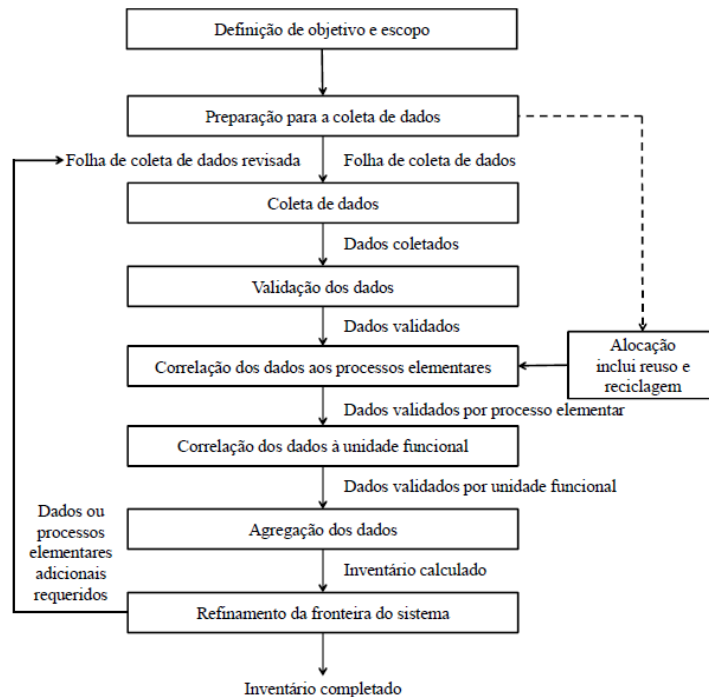 Definição de objetivo e escopo
Preparação para a coleta de dados
Folha de coleta de dados revisada
Folha de coleta de dados
Coleta de dados
Dados coletados
Validação dos dados
Dados validados
Correlação dos dados aos processos elementares
Alocação
inclui reuso e
reciclagem
Dados validados por processo elementar
Correlação dos dados à unidade funcional
Dados validados por unidade funcional
Dados ou
processos
elementares
adicionais
requeridos
Agregação dos dados
Inventário calculado
Refinamento da fronteira do sistema
Inventário completado